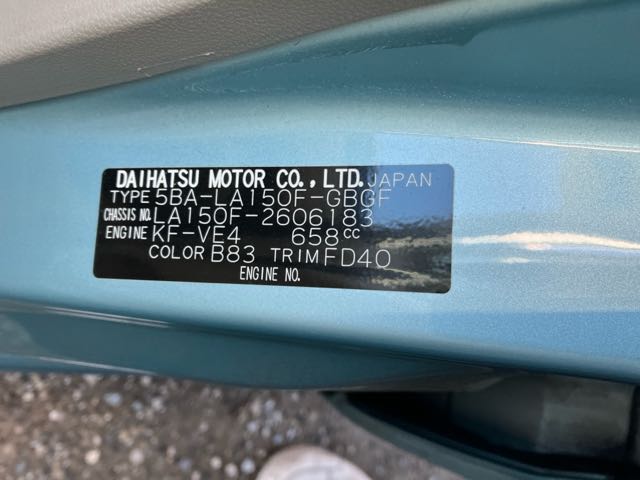 DAIHATSU MOTOR CO., LTD. JAPAN
TYPE 5BA-LA150F-GBGF
CHASSIS NO. LA150F-2606183
ENGINE KF-VE4 658cc
COLOR B83 TRIM FD40
ENGINE NO.